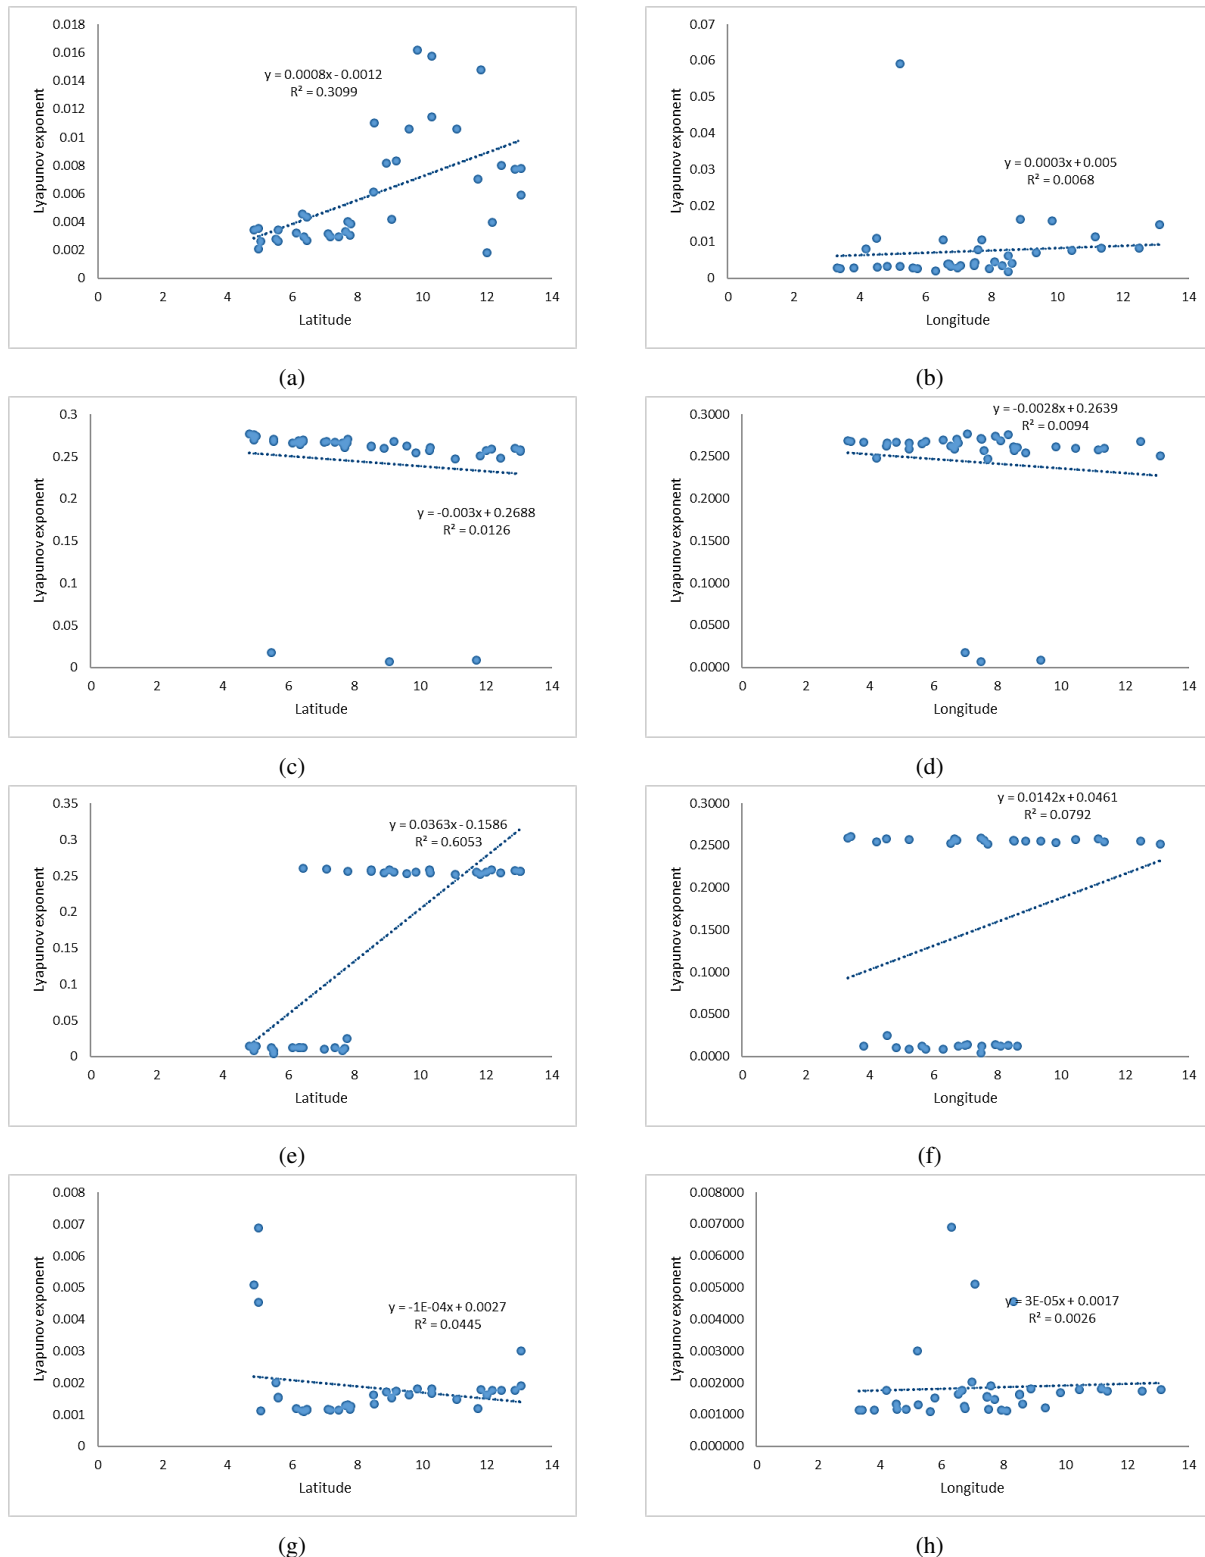 0.018
0.016
0.014
0.012
0.01
0.008
0.006
0.004
0.002
0
Lyapunov exponent
y = 0.0008x - 0.0012
R² = 0.3099
0 2 4 6 8 10 12 14
Latitude
(a)
0.07
0.06
0.05
0.04
0.03
0.02
0.01
0
Lyapunov exponent
y = 0.0003x + 0.005
R² = 0.0068
0 2 4 6 8 10 12 14
Longitude
(b)
0.3
0.25
0.2
0.15
0.1
0.05
0
Lyapunov exponent
y = -0.003x + 0.2688
R² = 0.0126
0 2 4 6 8 10 12 14
Latitude
(c)
0.3000
0.2500
0.2000
0.1500
0.1000
0.0500
0.0000
Lyapunov exponent
y = -0.0028x + 0.2639
R² = 0.0094
0 2 4 6 8 10 12 14
Longitude
(d)
0.35
0.3
0.25
0.2
0.15
0.1
0.05
0
Lyapunov exponent
y = 0.0363x - 0.1586
R² = 0.6053
0 2 4 6 8 10 12 14
Latitude
(e)
0.3000
0.2500
0.2000
0.1500
0.1000
0.0500
0.0000
Lyapunov exponent
y = 0.0142x + 0.0461
R² = 0.0792
0 2 4 6 8 10 12 14
Longitude
(f)
0.008
0.007
0.006
0.005
0.004
0.003
0.002
0.001
0
Lyapunov exponent
y = -1E-04x + 0.0027
R² = 0.0445
0 2 4 6 8 10 12 14
Latitude
(g)
0.008000
0.007000
0.006000
0.005000
0.004000
0.003000
0.002000
0.001000
0.000000
Lyapunov exponent
y = 3E-05x + 0.0017
R² = 0.0026
0 2 4 6 8 10 12 14
Longitude
(h)